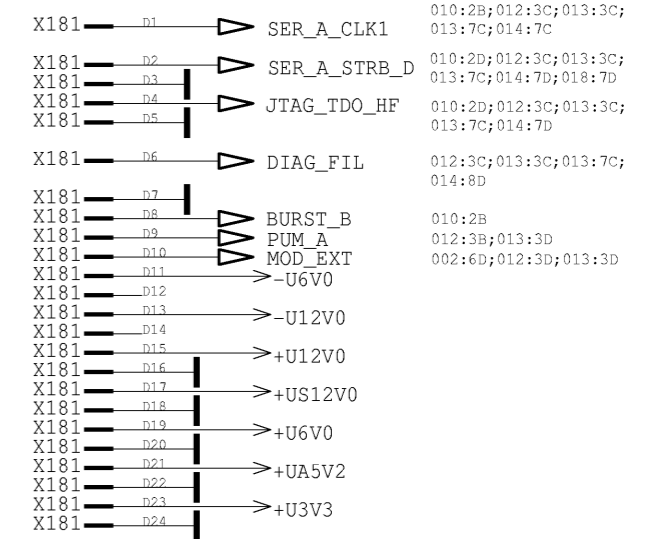 X181 D1 SER_A_CLK1 010:2B;012:3C;013:3C;
013:7C;014:7C
X181 D2 SER_A_STRB_D 010:2D;012:3C;013:3C;
X181 D3 013:7C;014:7D;018:7D
X181 D4 JTAG_TDO_HF 010:2D;012:3C;013:3C;
X181 D5 013:7C;014:7D
X181 D6 DIAG_FIL 012:3C;013:3C;013:7C;
014:8D
X181 D7
X181 D8 BURST_B 010:2B
X181 D9 PUM_A 012:3B;013:3D
X181 D10 MOD_EXT 002:6D;012:3D;013:3D
X181 D11 -U6V0
X181 D12
X181 D13 -U12V0
X181 D14
X181 D15 +U12V0
X181 D16
X181 D17 +US12V0
X181 D18
X181 D19 +U6V0
X181 D20
X181 D21 +UA5V2
X181 D22
X181 D23 +U3V3
X181 D24